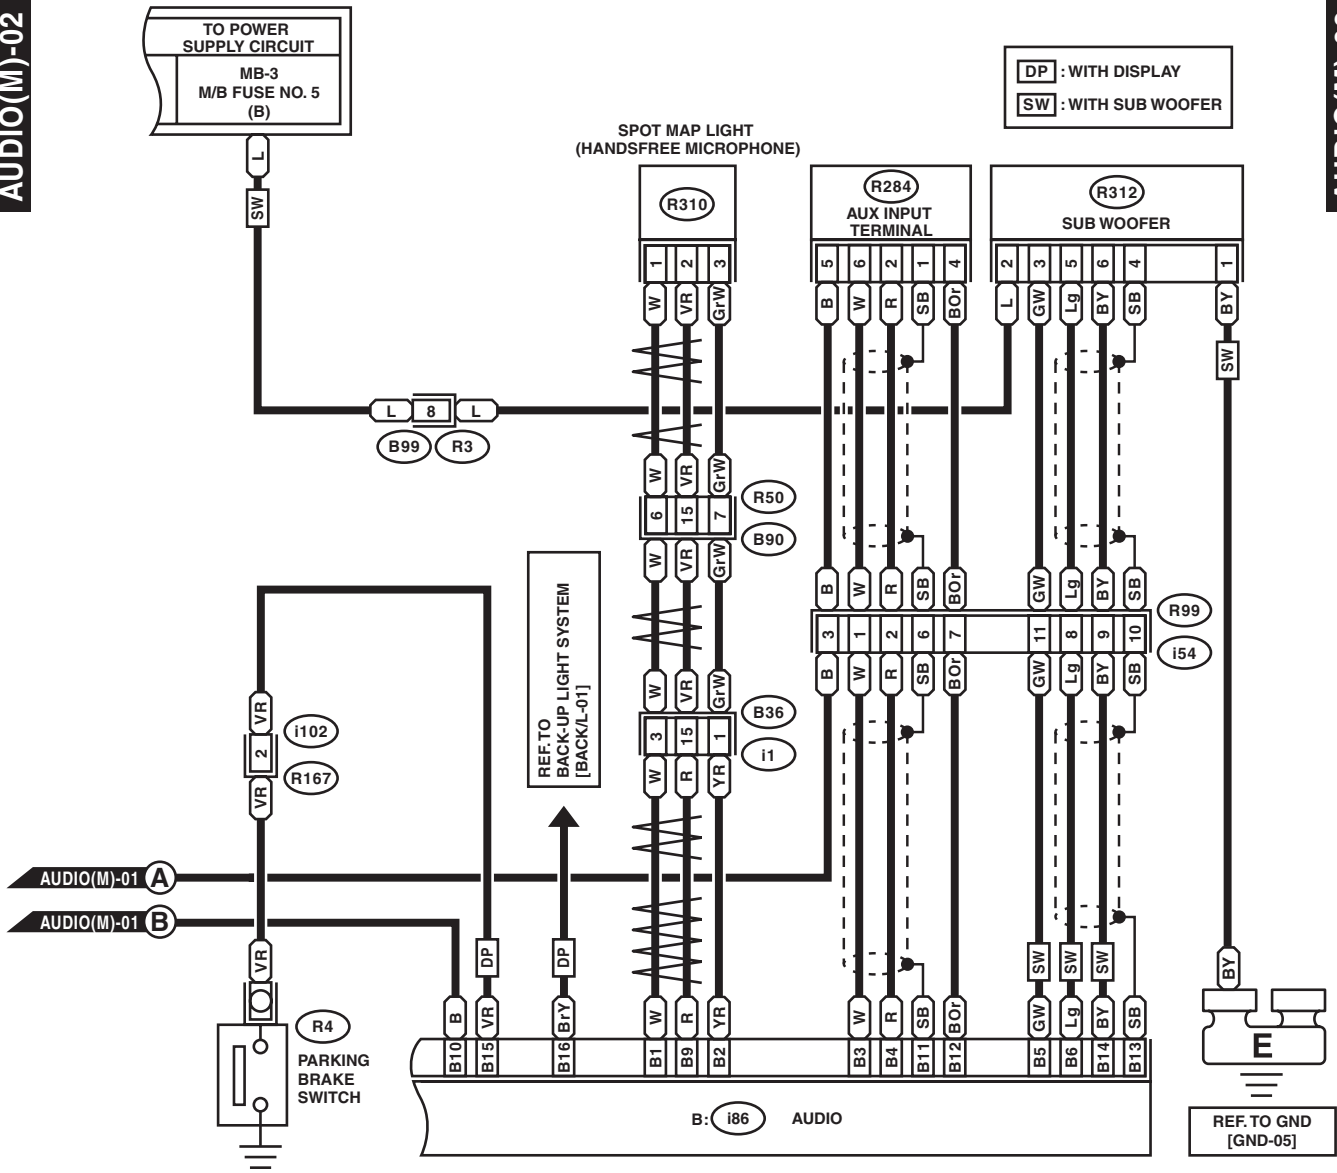 AUDIO(M)-02
TO POWER
SUPPLY CIRCUIT
MB-3
M/B FUSE NO. 5
(B)
L
SW
DP : WITH DISPLAY
SW : WITH SUB WOOFER
SPOT MAP LIGHT
(HANDSFREE MICROPHONE)
R310
R284
AUX INPUT
TERMINAL
R312
SUB WOOFER
1 2 3 5 6 2 1 4 2 3 5 6 4 1
W VR GrW B W R SB BOr L GW Lg BY SB BY
SW
L 8 L
B99 R3
W VR GrW
6 15 7
R50
B90
W VR GrW
B W R SB BOr GW Lg BY SB
3 1 2 6 7 11 8 9 10
R99
i54
B W R SB BOr GW Lg BY SB
REF. TO
BACK-UP LIGHT SYSTEM
[BACK/L-01]
W VR GrW
3 15 1
B36
i1
W R YR
VR
2
i102
R167
VR
AUDIO(M)-01 A
AUDIO(M)-01 B
VR
DP DP
SW SW SW
BY
B VR BrY W R YR W R SB BOr GW Lg BY SB
B10 B15 B16 B1 B9 B2 B3 B4 B11 B12 B5 B6 B14 B13
R4
PARKING
BRAKE
SWITCH
B: i86 AUDIO
E
REF. TO GND
[GND-05]